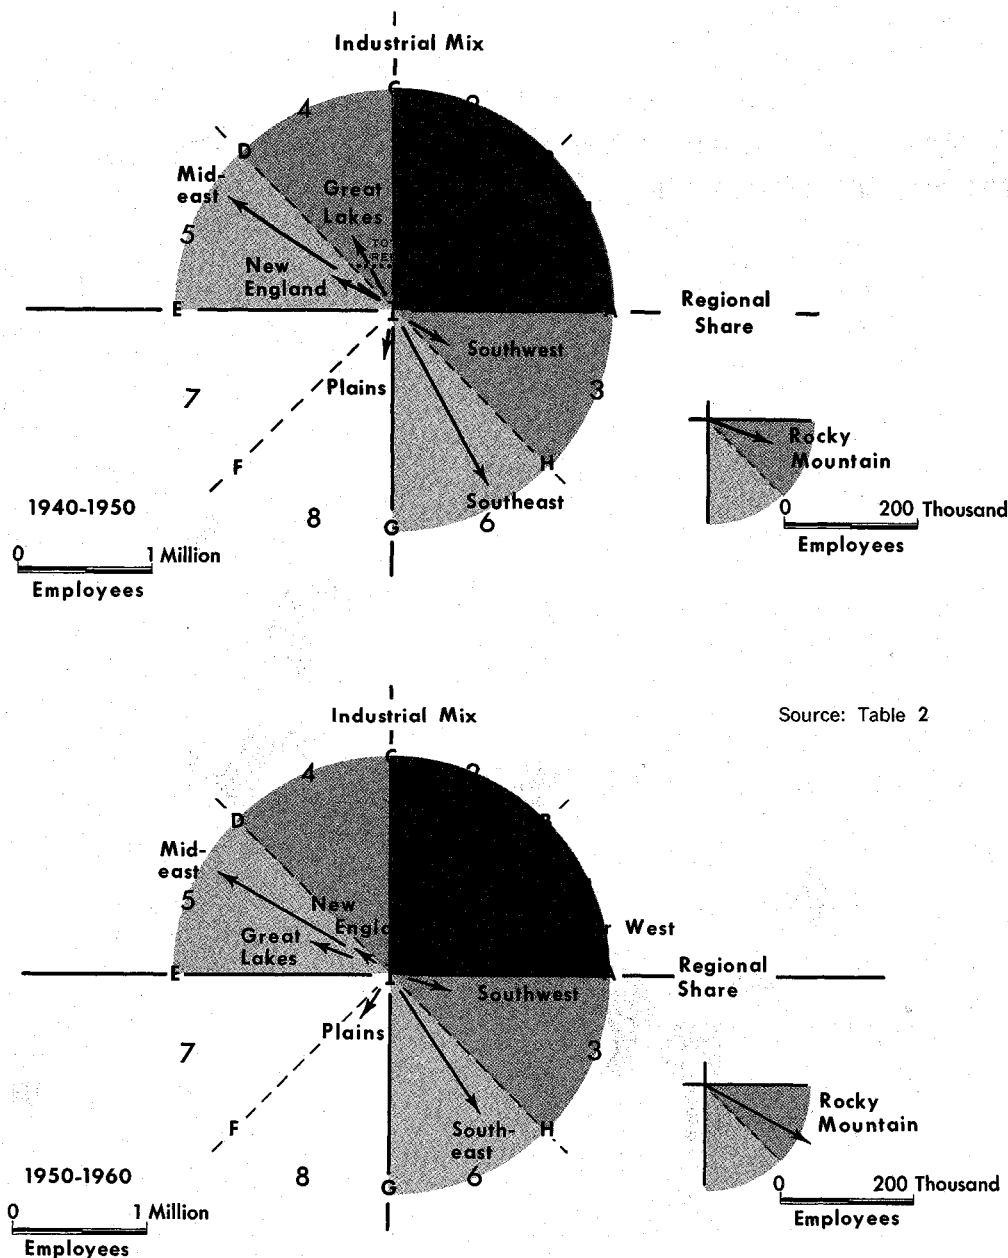 Industrial Mix
C
4
D
Mid-
east
Great
Lakes
5
New
England
E
Regional
Share
Southwest
7
Plains
3
Rocky
Mountain
F
H
Southeast
1940-1950
8
G
6
0 200 Thousand
Employees
0 1 Million
Employees
Industrial Mix
Source: Table 2
C
4
D
Mid-
east
5
New
Great
Lakes
West
E
Regional
Share
Southwest
Plains
7
3
Rocky
Mountain
F
H
South-
east
1950-1960
8
G
6
0 200 Thousand
Employees
0 1 Million
Employees